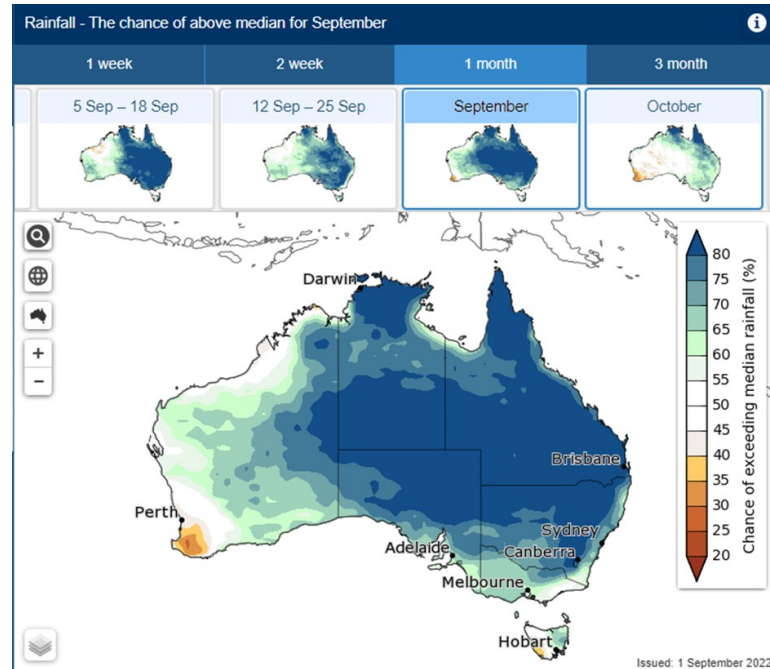 Rainfall - The chance of above median for September
i
1 week
2 week
1 month
3 month
5 Sep – 18 Sep
12 Sep – 25 Sep
September
October
+
−
Darwin
Brisbane
Perth
Sydney
Adelaide
Canberra
Melbourne
Hobart
80
75
70
65
60
55
50
45
40
35
30
25
20
Chance of exceeding median rainfall (%)
Issued: 1 September 2022